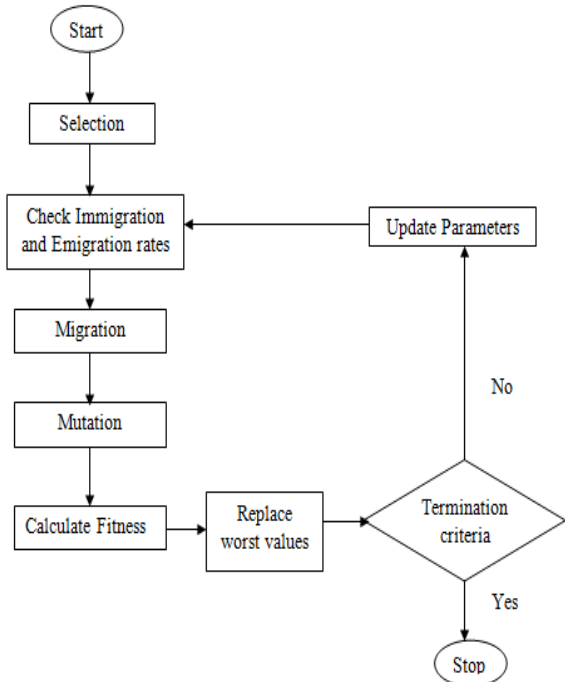 Start
Selection
Check Immigration
and Emigration rates
Update Parameters
Migration
No
Mutation
Calculate Fitness
Replace
worst values
Termination
criteria
Yes
Stop